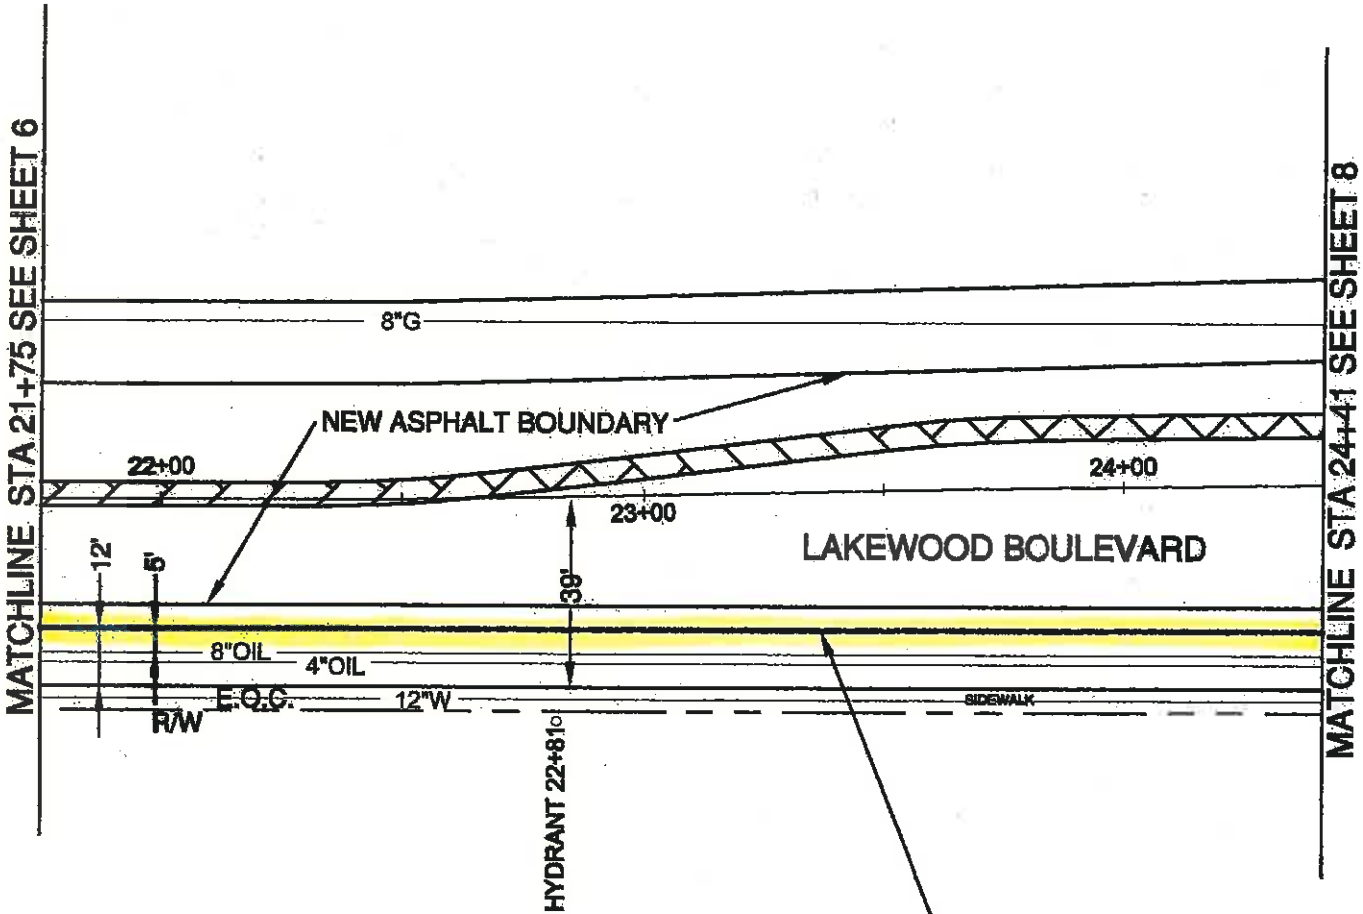 MATCHLINE STA 21+75 SEE SHEET 6
MATCHLINE STA 24+41 SEE SHEET 8
8"G
NEW ASPHALT BOUNDARY
22+00
24+00
23+00
LAKEWOOD BOULEVARD
12'
5'
39'
8"OIL
4"OIL
E.O.C.
12"W
SIDEWALK
R/W
HYDRANT 22+81